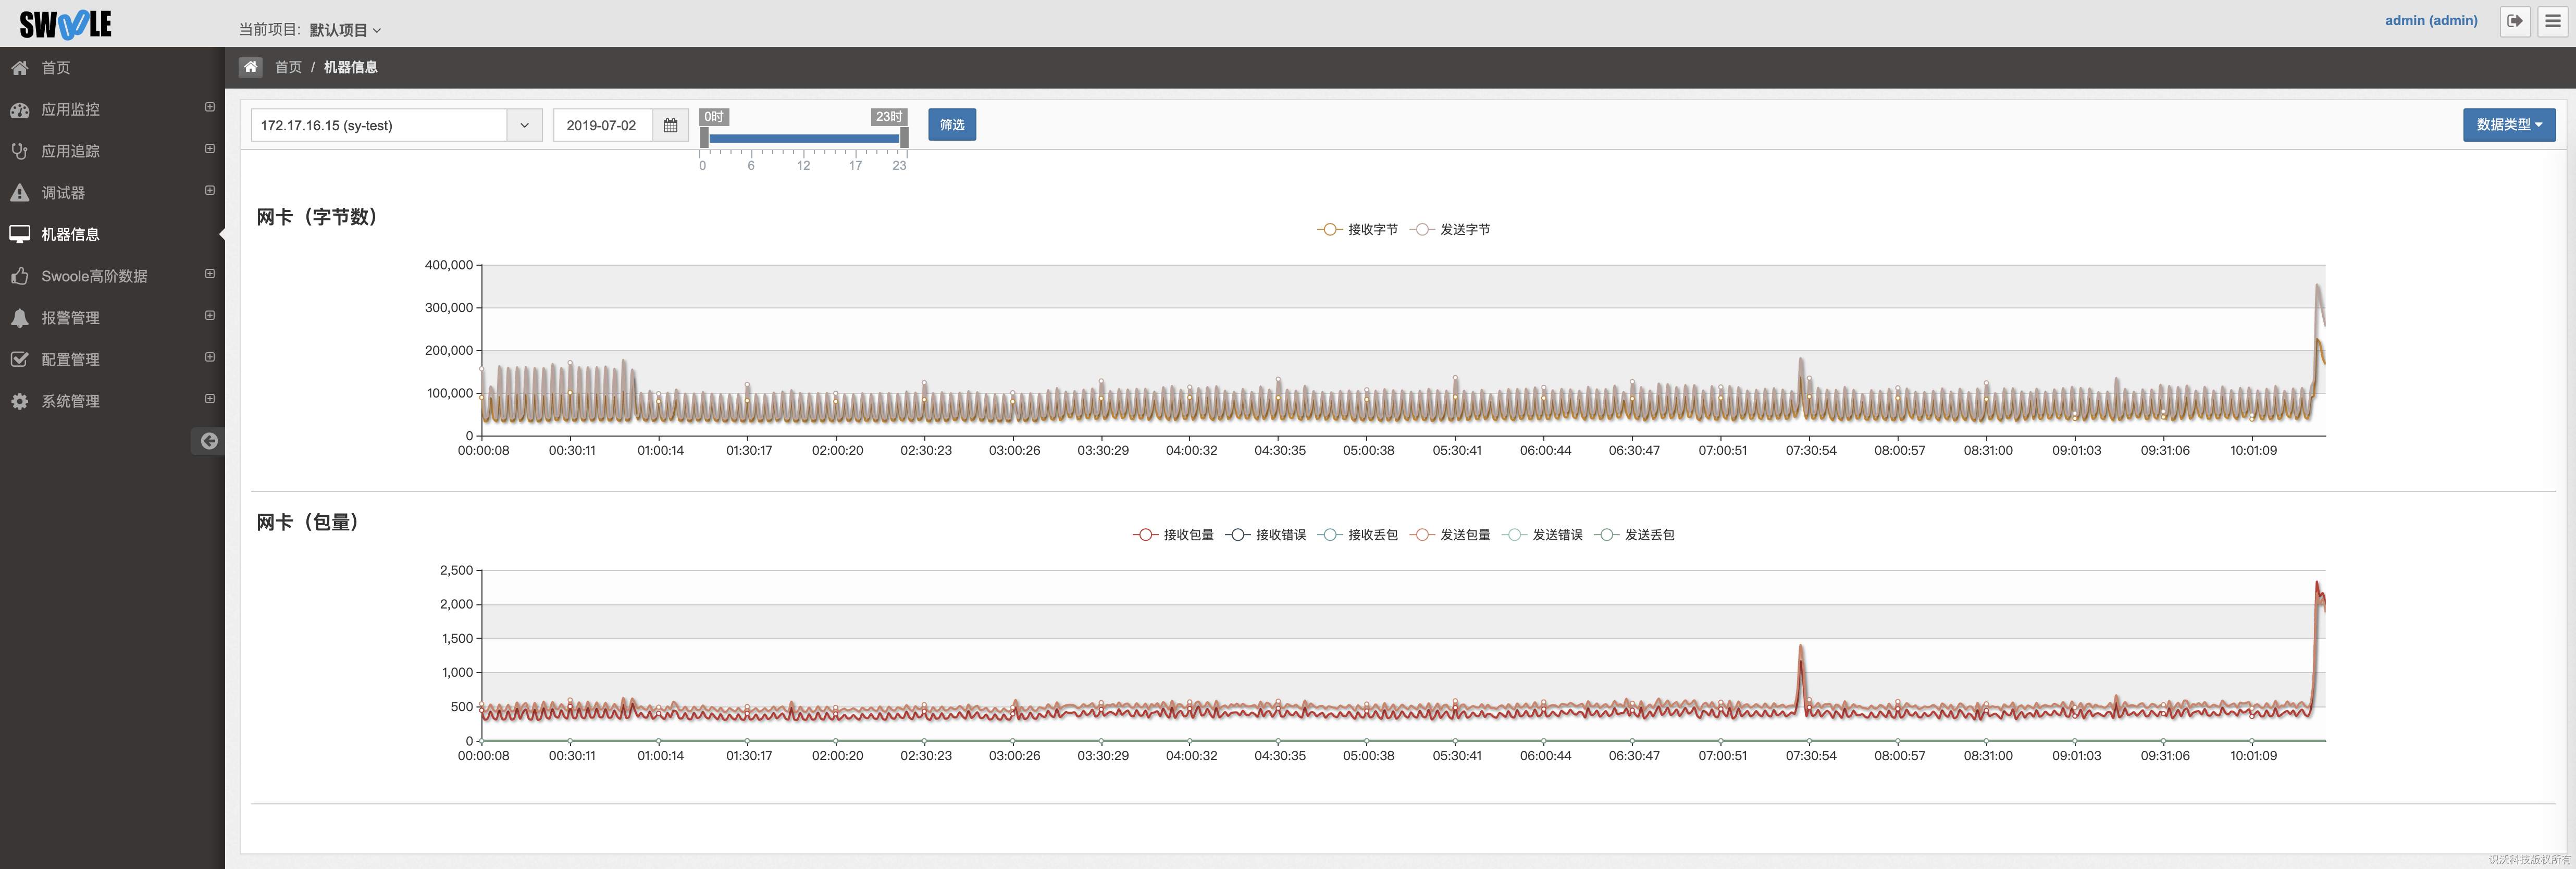 SWOOLE
当前项目: 默认项目
admin (admin)
首页
应用监控
应用追踪
调试器
机器信息
Swoole高阶数据
报警管理
配置管理
系统管理
首页 / 机器信息
172.17.16.15 (sy-test)
2019-07-02
0时
23时
0 6 12 17 23
筛选
数据类型
网卡（字节数）
接收字节 发送字节
400,000
300,000
200,000
100,000
0
00:00:08 00:30:11 01:00:14 01:30:17 02:00:20 02:30:23 03:00:26 03:30:29 04:00:32 04:30:35 05:00:38 05:30:41 06:00:44 06:30:47 07:00:51 07:30:54 08:00:57 08:31:00 09:01:03 09:31:06 10:01:09
网卡（包量）
接收包量 接收错误 接收丢包 发送包量 发送错误 发送丢包
2,500
2,000
1,500
1,000
500
0
00:00:08 00:30:11 01:00:14 01:30:17 02:00:20 02:30:23 03:00:26 03:30:29 04:00:32 04:30:35 05:00:38 05:30:41 06:00:44 06:30:47 07:00:51 07:30:54 08:00:57 08:31:00 09:01:03 09:31:06 10:01:09
识沃科技版权所有